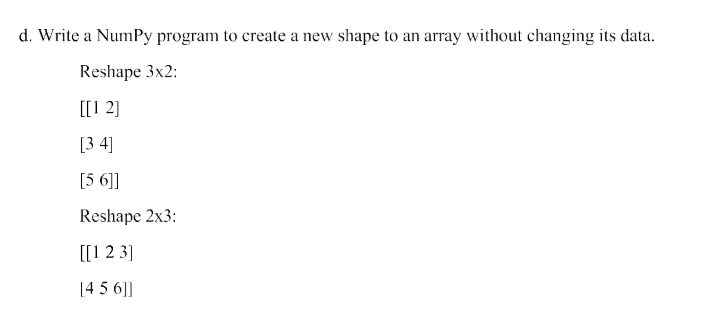 d. Write a NumPy program to create a new shape to an array without changing its data.
Reshape 3x2:
[[1 2]
[3 4]
[5 6]]
Reshape 2x3:
[[1 2 3]
[4 5 6]]